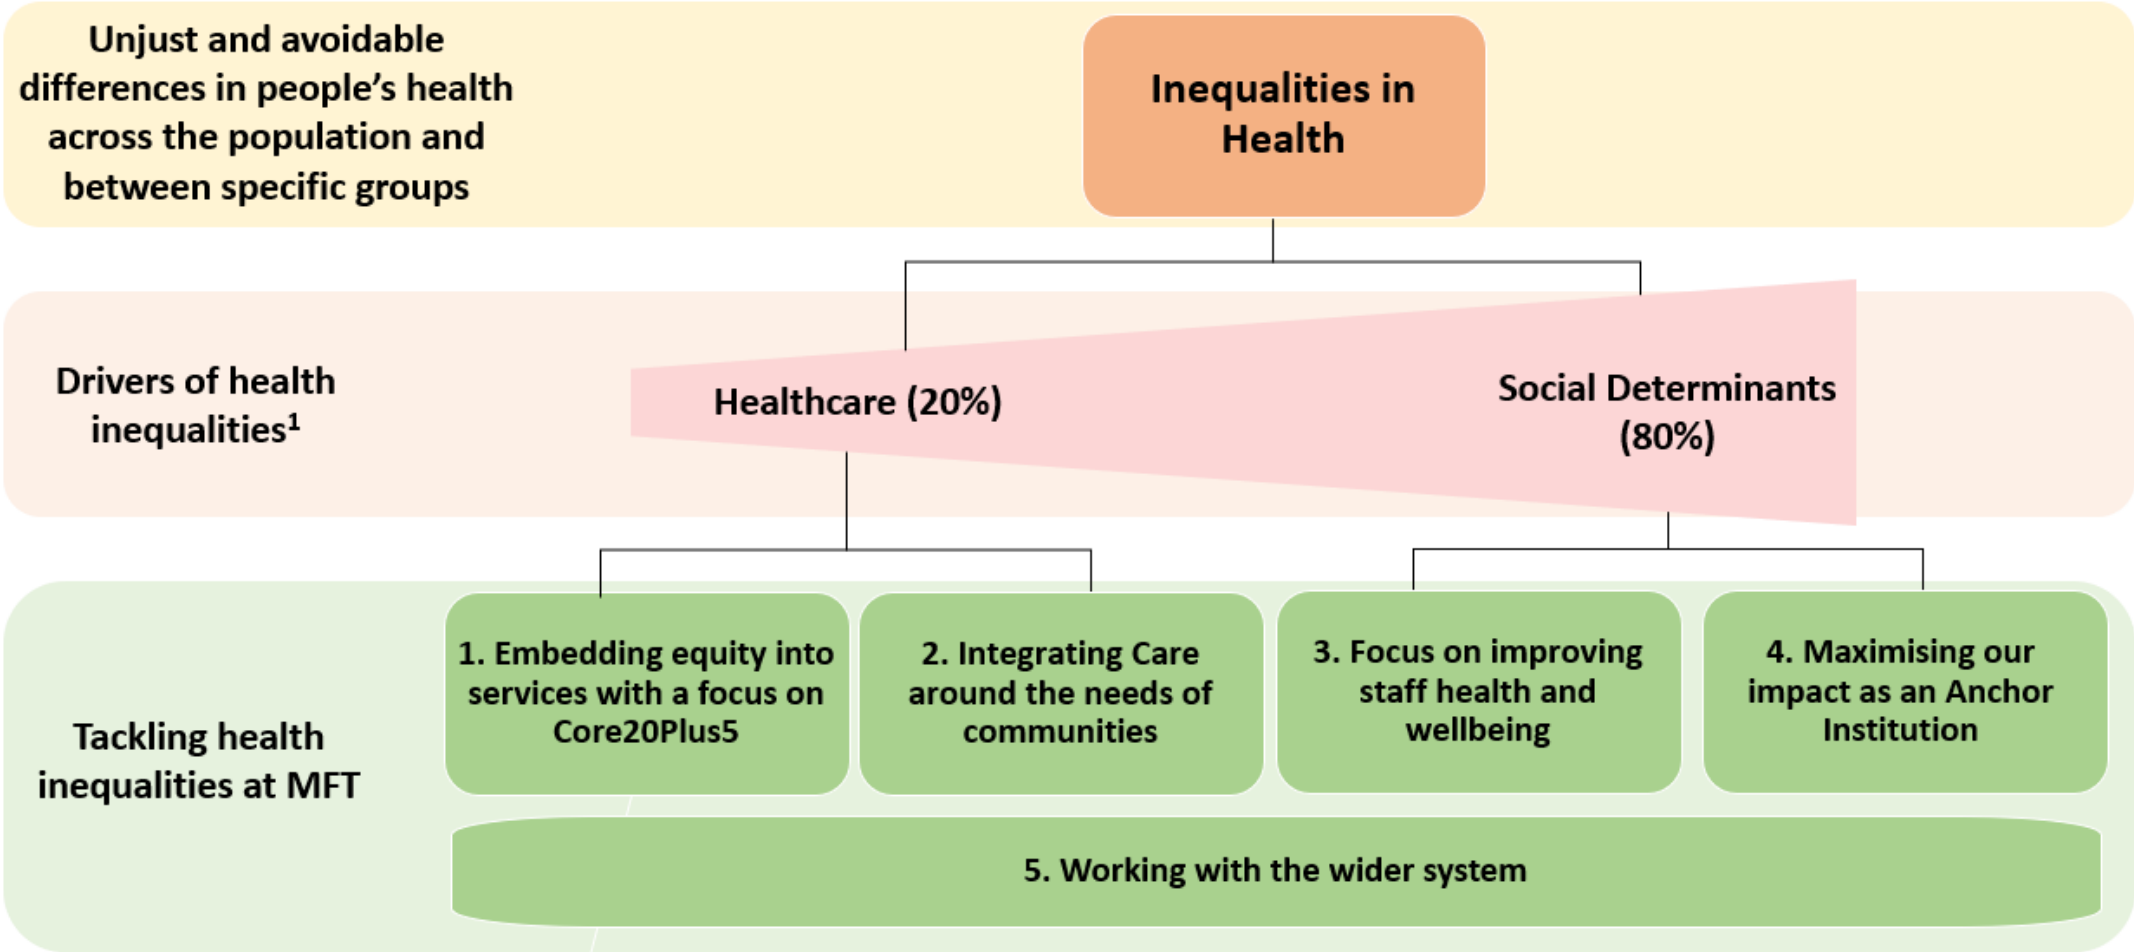 Unjust and avoidable
differences in people’s health
across the population and
between specific groups
Inequalities in
Health
Drivers of health
inequalities¹
Healthcare (20%)
Social Determinants
(80%)
Tackling health
inequalities at MFT
1. Embedding equity into
services with a focus on
Core20Plus5
2. Integrating Care
around the needs of
communities
3. Focus on improving
staff health and
wellbeing
4. Maximising our
impact as an Anchor
Institution
5. Working with the wider system